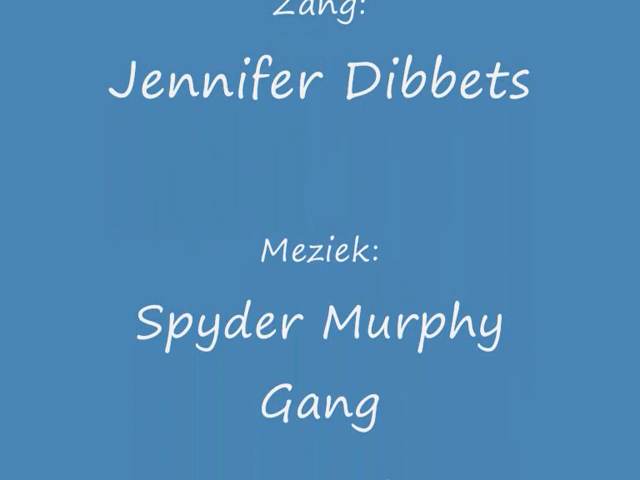 Zang:
Jennifer Dibbets
Meziek:
Spyder Murphy
Gang